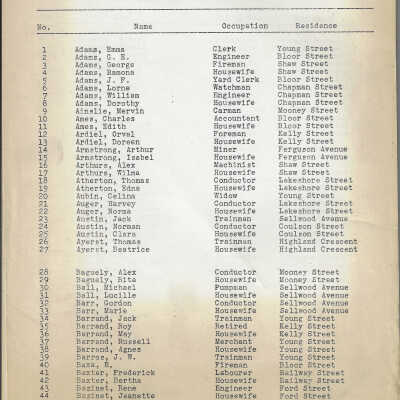 No. Name Occupation Residence
1 Adams, Emma Clerk Young Street
2 Adams, G. E. Engineer Bloor Street
3 Adams, George Fireman Shaw Street
4 Adams, Ramona Housewife Shaw Street
5 Adams, J. F. Yard Clerk Bloor Street
6 Adams, Lorne Watchman Chapman Street
7 Adams, William Engineer Chapman Street
8 Adams, Dorothy Housewife Chapman Street
9 Ainslie, Mervin Carman Mooney Street
10 Ames, Charles Accountant Bloor Street
11 Ames, Edith Housewife Bloor Street
12 Ardiel, Orval Foreman Kelly Street
13 Ardiel, Doreen Housewife Kelly Street
14 Armstrong, Arthur Miner Ferguson Avenue
15 Armstrong, Isabel Housewife Ferguson Avenue
16 Arthurs, Alex Machinist Shaw Street
17 Arthurs, Wilma Housewife Shaw Street
18 Atherton, Thomas Conductor Lakeshore Street
19 Atherton, Edna Housewife Lakeshore Street
20 Aubin, Celina Widow Young Street
21 Auger, Harvey Conductor Lakeshore Street
22 Auger, Norma Housewife Lakeshore Street
23 Austin, Jack Trainman Sellwood Avenue
24 Austin, Norman Conductor Coulson Street
25 Austin, Clara Housewife Coulson Street
26 Ayerst, Thomas Trainman Highland Crescent
27 Ayerst, Beatrice Housewife Highland Crescent
28 Baguely, Alex Conductor Mooney Street
29 Baguely, Rita Housewife Mooney Street
30 Ball, Michael Pumpman Sellwood Avenue
31 Ball, Lucille Housewife Sellwood Avenue
32 Barr, Gordon Conductor Sellwood Avenue
33 Barr, Marie Housewife Sellwood Avenue
34 Barrand, Jack Trainman Young Street
35 Barrand, Roy Retired Kelly Street
36 Barrand, May Housewife Kelly Street
37 Barrand, Russell Merchant Young Street
38 Barrand, Agnes Housewife Young Street
39 J. W. Trainman Young Street
40 Fireman Bloor Street
41 Baxter, Frederick Labourer Railway Street
42 Baxter, Bertha Housewife Railway Street
43 Bazinet, Rene Engineer Ford Street
44 Bazinet, Jeanette Housewife Ford Street